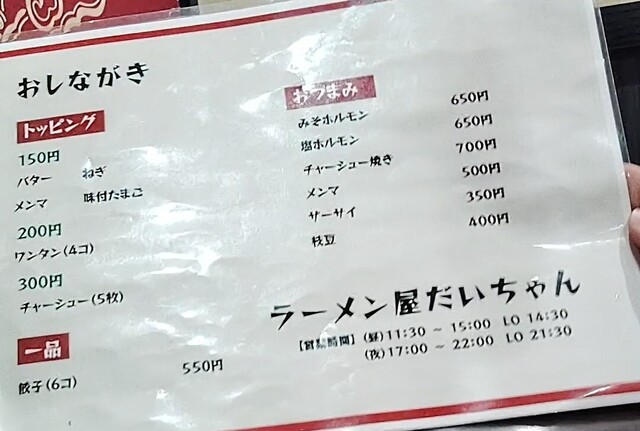 おしながき
トッピング
150円
バター ねぎ
メンマ 味付たまご
200円
ワンタン(4コ)
300円
チャーシュー(5枚)
一品
餃子(6コ) 550円
おつまみ
みそホルモン 650円
塩ホルモン 650円
チャーシュー焼き 700円
メンマ 500円
ザーサイ 350円
枝豆 400円
ラーメン屋だいちゃん
【営業時間】(昼)11:30 ～ 15:00 LO 14:30
(夜)17:00 ～ 22:00 LO 21:30